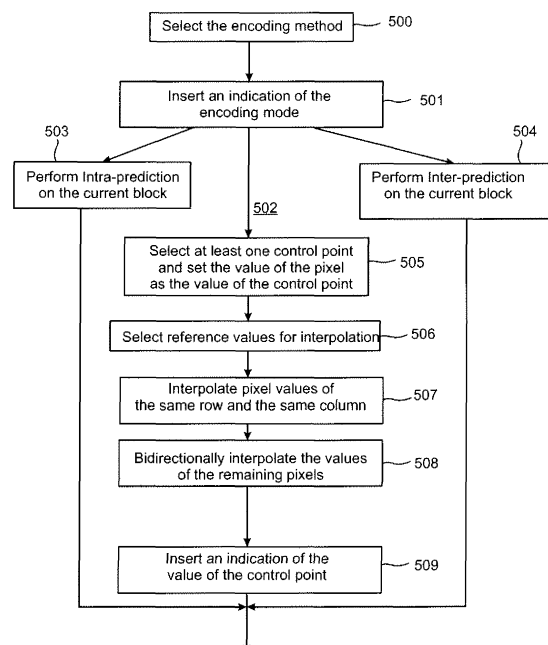 Select the encoding method
500
Insert an indication of the
encoding mode
501
503
504
Perform Intra-prediction
on the current block
Perform Inter-prediction
on the current block
502
Select at least one control point
and set the value of the pixel
as the value of the control point
505
Select reference values for interpolation
506
Interpolate pixel values of
the same row and the same column
507
Bidirectionally interpolate the values
of the remaining pixels
508
Insert an indication of the
value of the control point
509